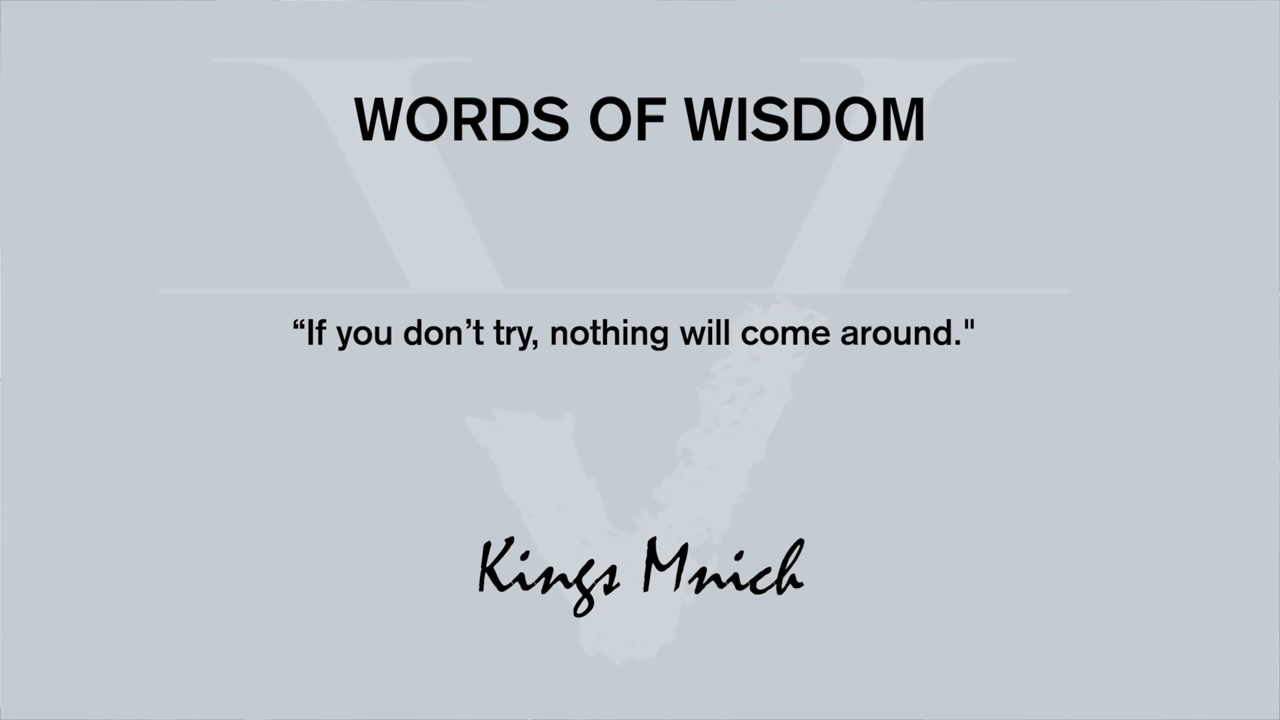 WORDS OF WISDOM
“If you don’t try, nothing will come around."
Kings Mnich